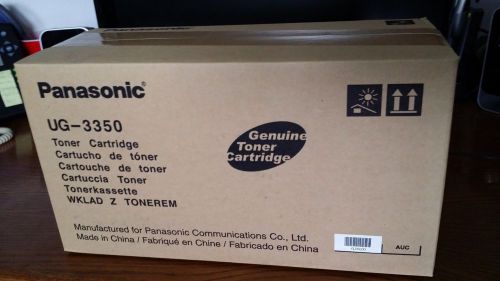 Panasonic®
UG-3350
Toner Cartridge
Cartucho de tóner
Cartouche de toner
Cartuccia Toner
Tonerkassette
WKLAD Z TONEREM
Genuine
Toner
Cartridge
Manufactured for Panasonic Communications Co., Ltd.
Made in China / Fabriqué en Chine / Fabricado en China
AUC